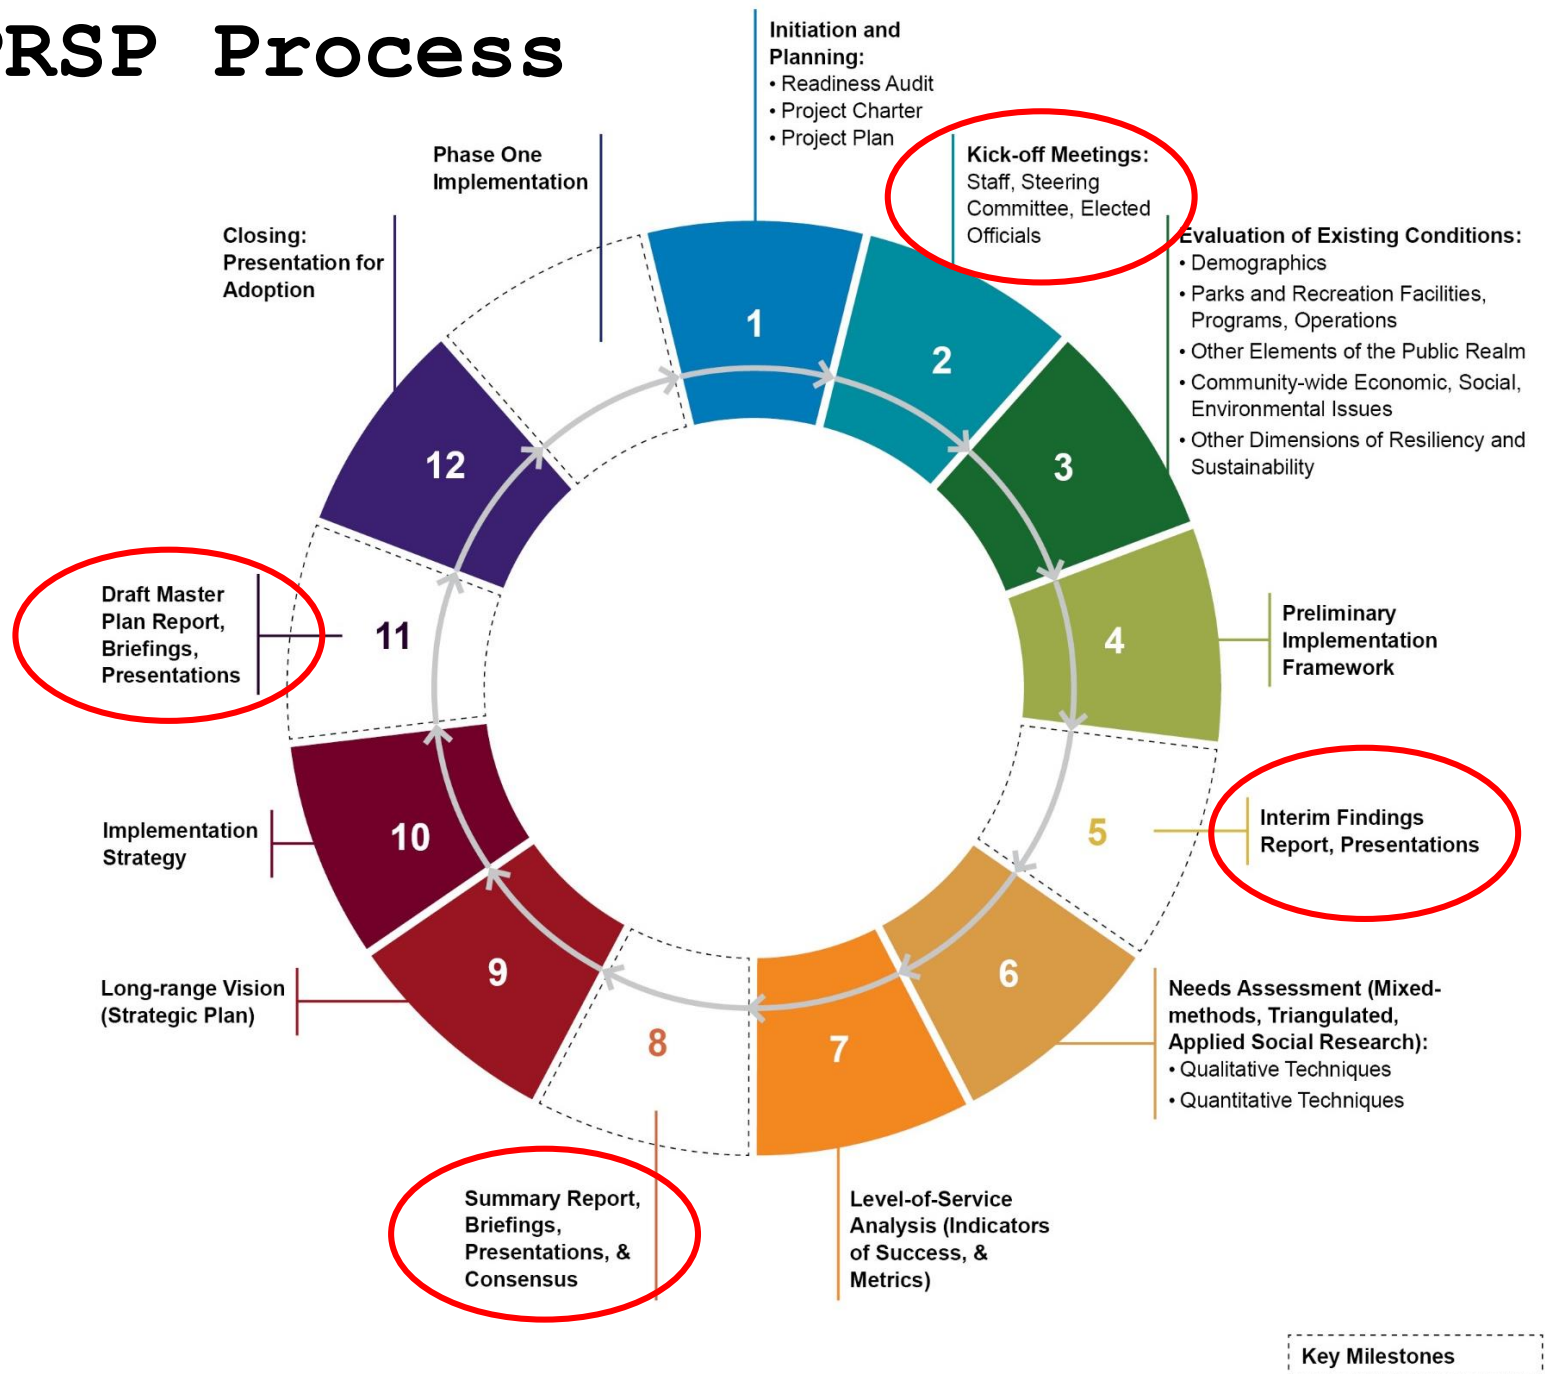 PRSP Process
Initiation and
Planning:
• Readiness Audit
• Project Charter
• Project Plan
Kick-off Meetings:
Staff, Steering
Committee, Elected
Officials
Evaluation of Existing Conditions:
• Demographics
• Parks and Recreation Facilities,
Programs, Operations
• Other Elements of the Public Realm
• Community-wide Economic, Social,
Environmental Issues
• Other Dimensions of Resiliency and
Sustainability
Preliminary
Implementation
Framework
Interim Findings
Report, Presentations
Needs Assessment (Mixed-
methods, Triangulated,
Applied Social Research):
• Qualitative Techniques
• Quantitative Techniques
Level-of-Service
Analysis (Indicators
of Success, &
Metrics)
Summary Report,
Briefings,
Presentations, &
Consensus
Long-range Vision
(Strategic Plan)
Implementation
Strategy
Draft Master
Plan Report,
Briefings,
Presentations
Closing:
Presentation for
Adoption
Phase One
Implementation
1
2
3
4
5
6
7
8
9
10
11
12
Key Milestones